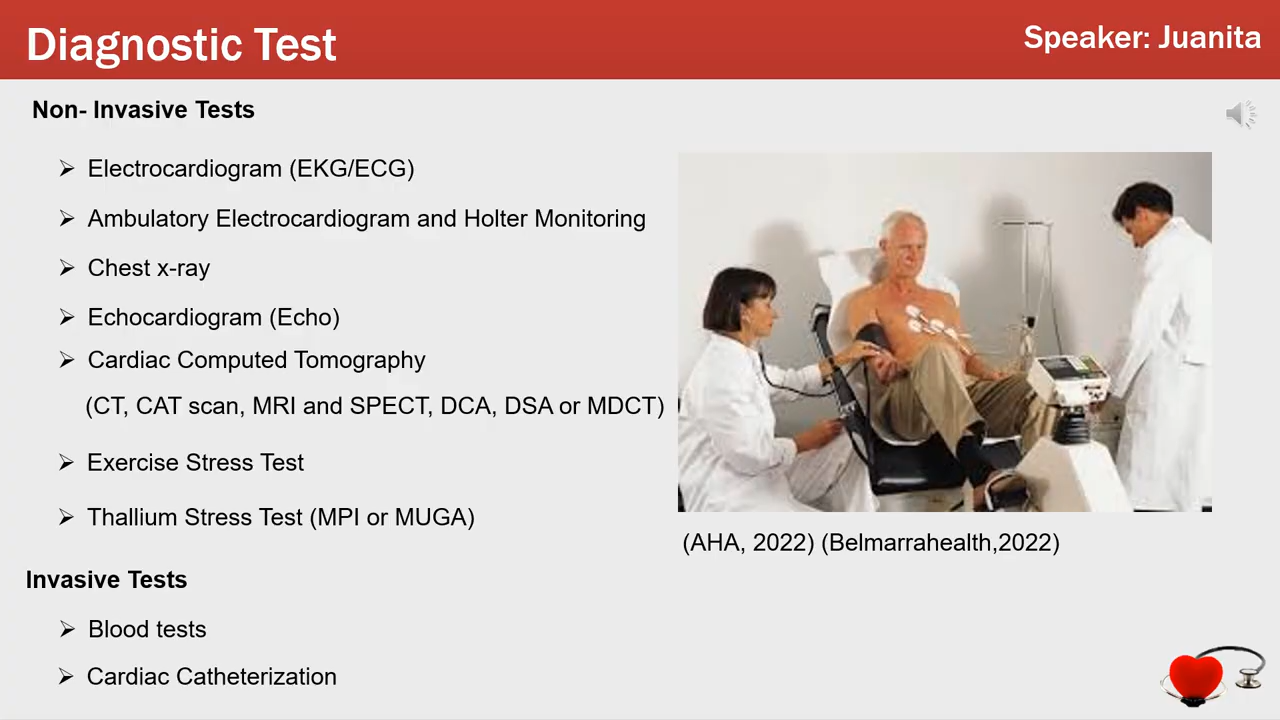 Diagnostic Test
Speaker: Juanita
Non- Invasive Tests
Electrocardiogram (EKG/ECG)
Ambulatory Electrocardiogram and Holter Monitoring
Chest x-ray
Echocardiogram (Echo)
Cardiac Computed Tomography
(CT, CAT scan, MRI and SPECT, DCA, DSA or MDCT)
Exercise Stress Test
Thallium Stress Test (MPI or MUGA)
(AHA, 2022) (Belmarrahealth,2022)
Invasive Tests
Blood tests
Cardiac Catheterization